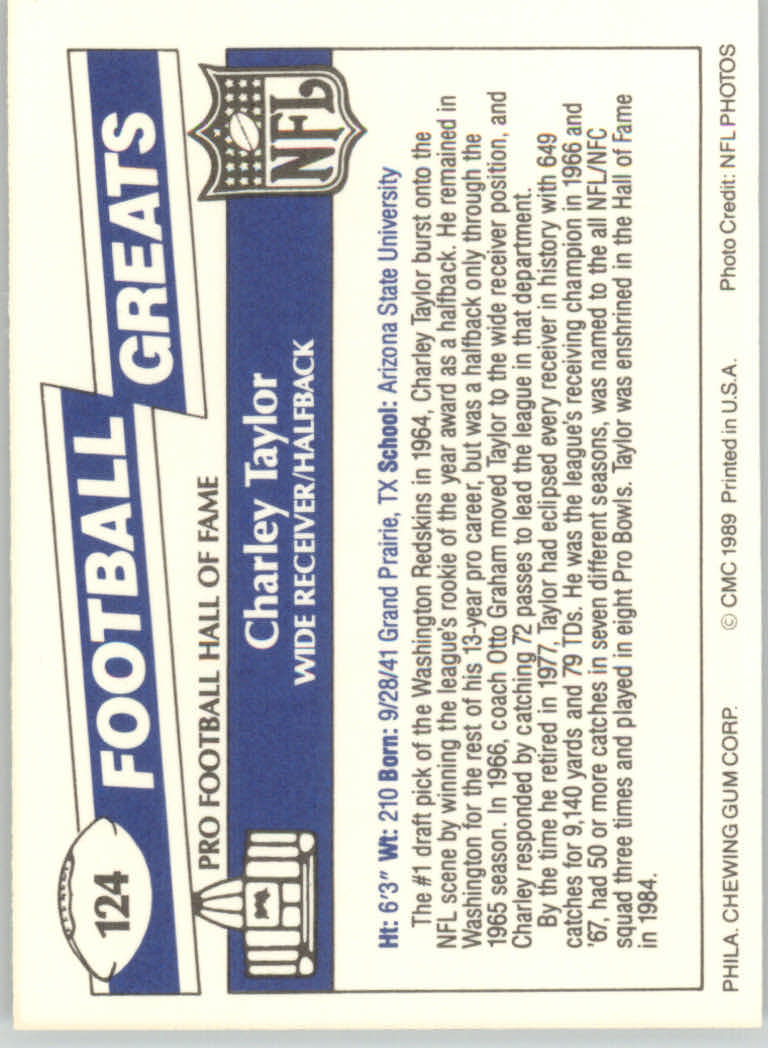 124
FOOTBALL
GREATS
PRO FOOTBALL HALL OF FAME
Charley Taylor
WIDE RECEIVER/HALFBACK
NFL
Ht: 6'3" Wt: 210 Born: 9/28/41 Grand Prairie, TX School: Arizona State University
The #1 draft pick of the Washington Redskins in 1964, Charley Taylor burst onto the
NFL scene by winning the league's rookie of the year award as a halfback. He remained in
Washington for the rest of his 13-year pro career, but was a halfback only through the
1965 season. In 1966, coach Otto Graham moved Taylor to the wide receiver position, and
Charley responded by catching 72 passes to lead the league in that department.
By the time he retired in 1977, Taylor had eclipsed every receiver in history with 649
catches for 9,140 yards and 79 TDs. He was the league's receiving champion in 1966 and
'67, had 50 or more catches in seven different seasons, was named to the all NFL/NFC
squad three times and played in eight Pro Bowls. Taylor was enshrined in the Hall of Fame
in 1984.
PHILA. CHEWING GUM CORP. © CMC 1989 Printed in U.S.A. Photo Credit: NFL PHOTOS